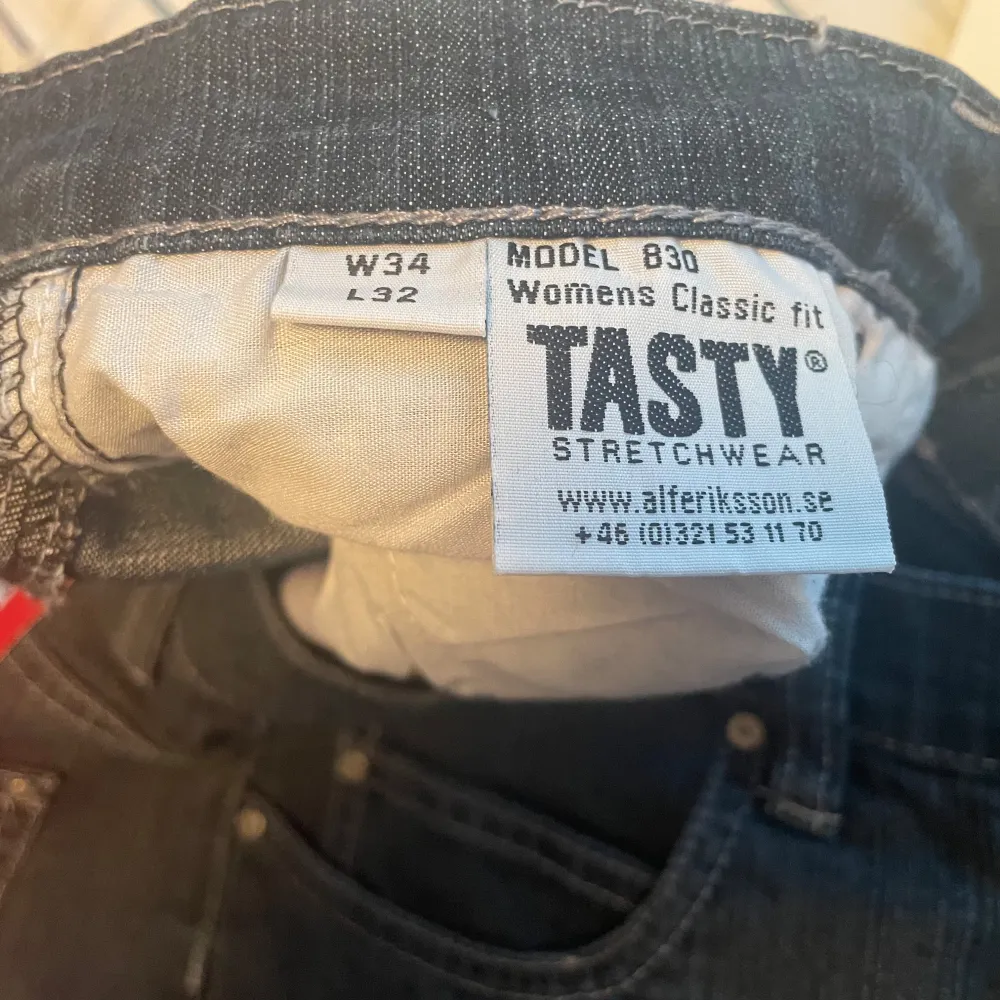 W34
L32
MODEL 830
Womens Classic fit
TASTY®
STRETCHWEAR
www.alferiksson.se
+46 (0)321 53 11 70